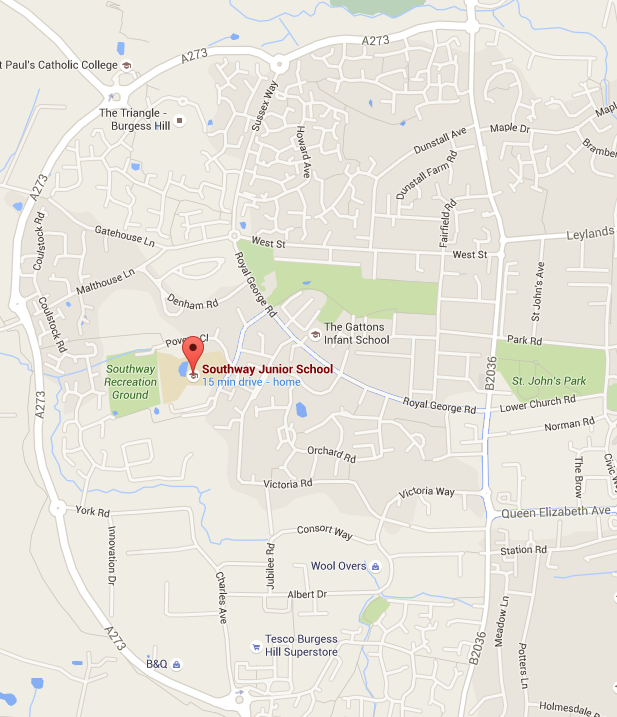 A273
A273
t Paul's Catholic College
The Triangle -
Burgess Hill
Sussex Way
Howard Ave
Dunstall Ave
Maple Dr
Maple
Bramber
Dunstall Farm Rd
Fairfield Rd
A273
Coulstock Rd
Gatehouse Ln
West St
West St
Leylands
Malthouse Ln
Royal George Rd
St John's Ave
Denham Rd
Coulstock Rd
The Gattons
Infant School
Park Rd
Southway
Recreation
Ground
Southway Junior School
15 min drive - home
B2036
St. John's Park
A273
Royal George Rd
Lower Church Rd
Norman Rd
Orchard Rd
The Brow
Civic Wa
Victoria Rd
Victoria Way
York Rd
Queen Elizabeth Ave
Innovation Dr
Consort Way
Station Rd
Jubilee Rd
Wool Overs
Charles Ave
Albert Dr
Meadow Ln
A273
Tesco Burgess
Hill Superstore
B2036
Potters Ln
B&Q
Holmesdale R